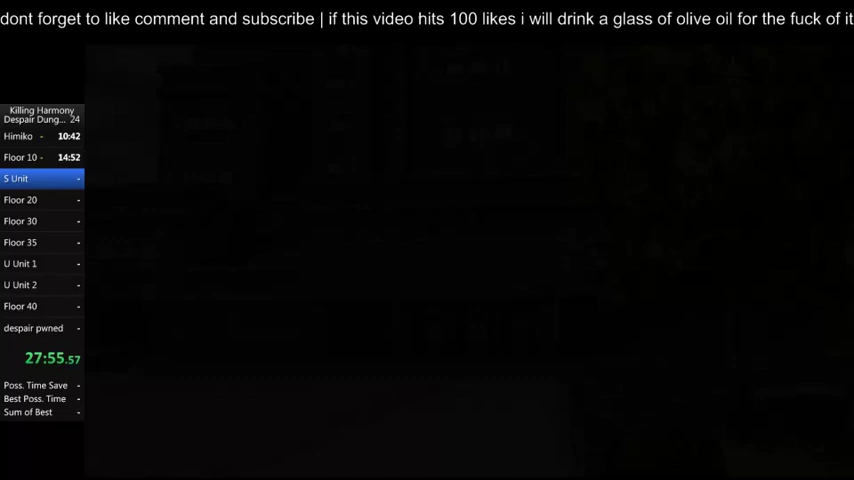 dont forget to like comment and subscribe | if this video hits 100 likes i will drink a glass of olive oil for the fuck of it
Killing Harmony
Despair Dung... 24
Himiko - 10:42
Floor 10 - 14:52
S Unit -
Floor 20 -
Floor 30 -
Floor 35 -
U Unit 1 -
U Unit 2 -
Floor 40 -
despair pwned -
27:55.57
Poss. Time Save -
Best Poss. Time -
Sum of Best -